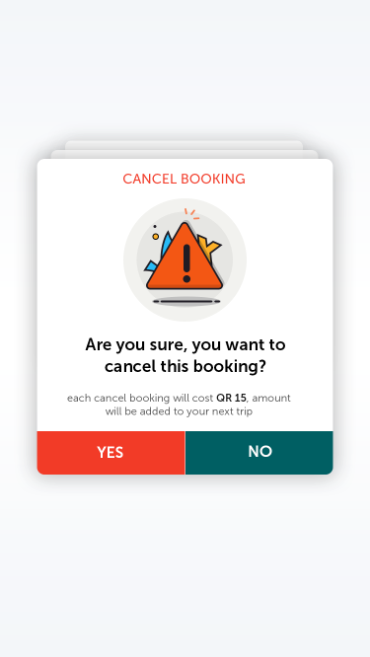 CANCEL BOOKING
Are you sure, you want to
cancel this booking?
each cancel booking will cost QR 15, amount
will be added to your next trip
YES
NO